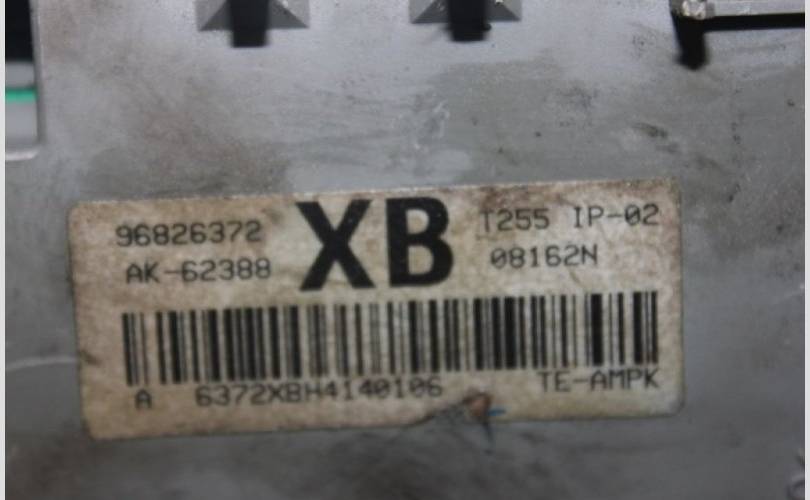 96826372 XB T255 IP-02
AK-62388 08162N
A 6372XBH4140106 TE-AMPK